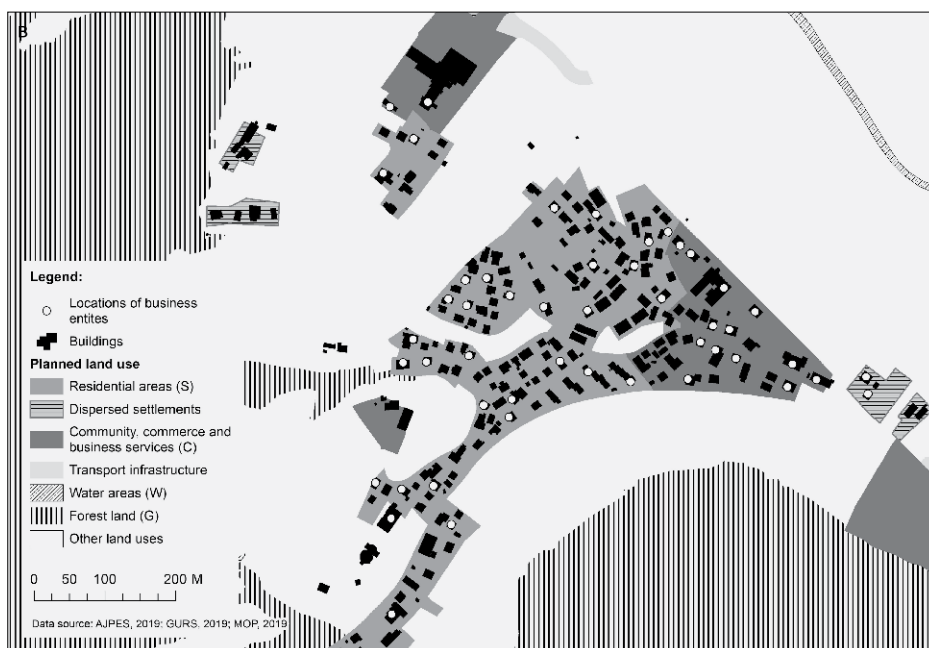 B
Legend:
Locations of business
entites
Buildings
Planned land use
Residential areas (S)
Dispersed settlements
Community, commerce and
business services (C)
Transport infrastructure
Water areas (W)
Forest land (G)
Other land uses
0 50 100 200 M
Data source: AJPES, 2019; GURS, 2019; MOP, 2019